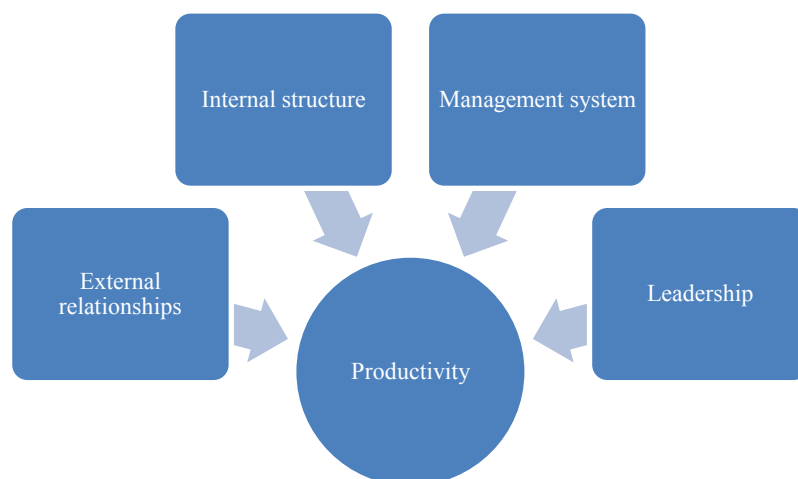 Internal structure
Management system
External
relationships
Leadership
Productivity